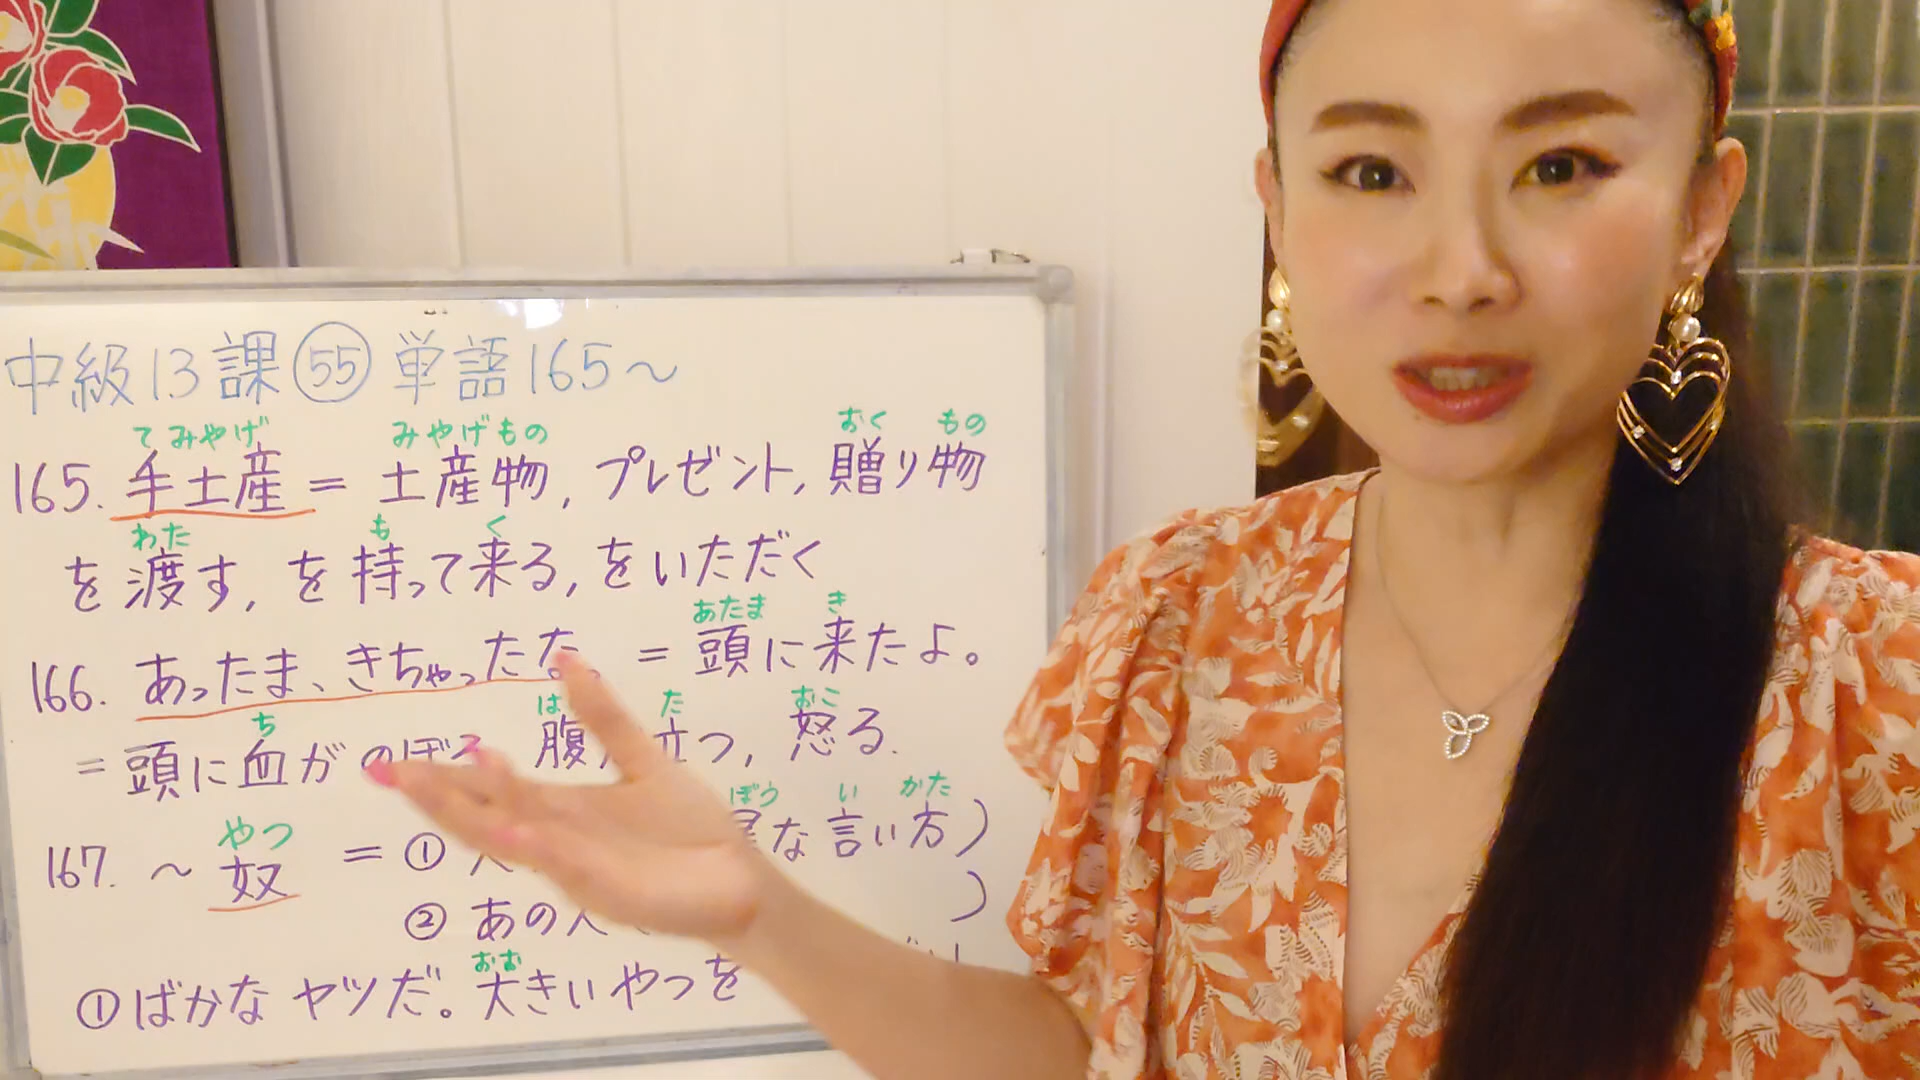 中級13課 55 単語165〜
てみやげ みやげもの おく もの
165. 手土産 = 土産物, プレゼント, 贈り物
わた も く
を渡す, を持って来る, をいただく
あたま き
166. あったま、きちゃったな。 = 頭に来たよ。
ち は た おこ
= 頭に血がのぼる 腹 立つ, 怒る.
やつ ぼう い かた
167. 〜奴 = ① 人 な言い方)
② あの人 )
おお
①ばかなヤツだ。大きいやつを